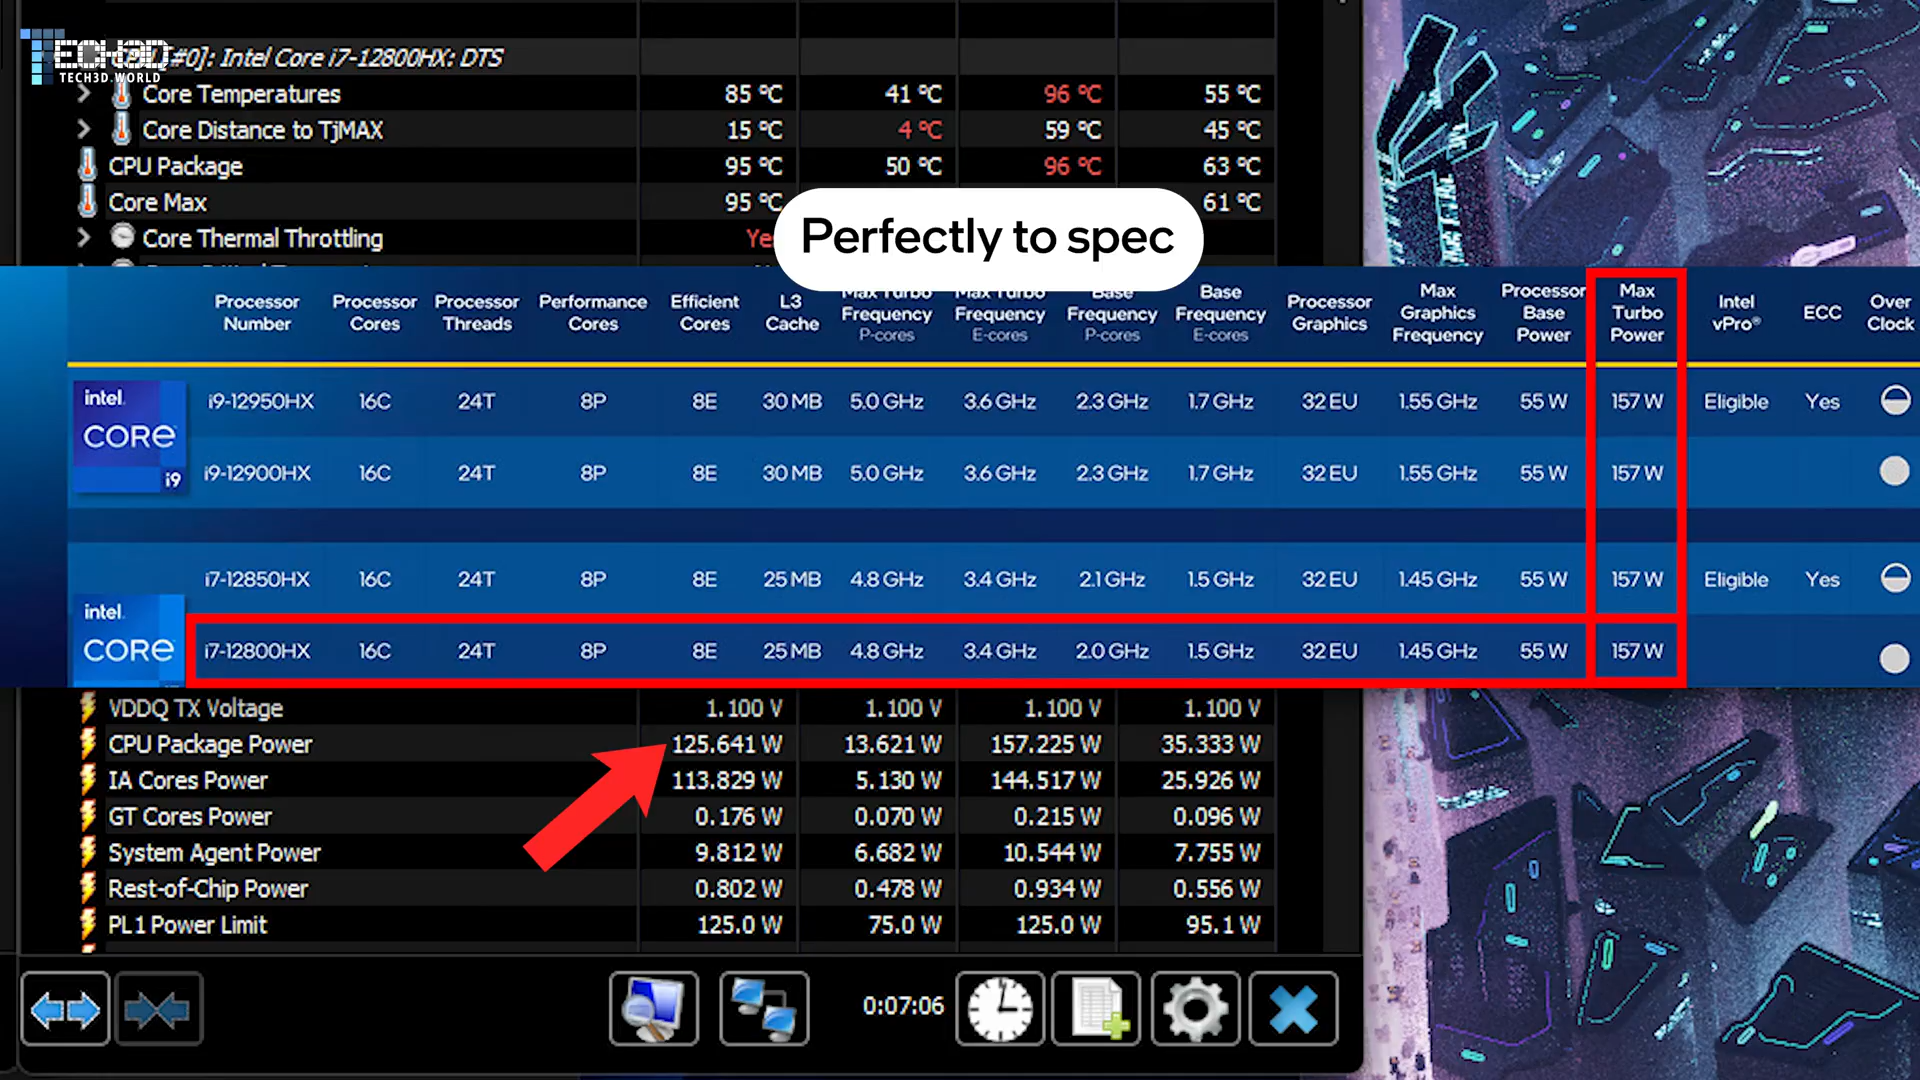 TECH3D
TECH3D.WORLD
#0]: Intel Core i7-12800HX: DTS
Core Temperatures 85 °C 41 °C 96 °C 55 °C
Core Distance to TjMAX 15 °C 4 °C 59 °C 45 °C
CPU Package 95 °C 50 °C 96 °C 63 °C
Core Max 95 °C 61 °C
Core Thermal Throttling Yes
Perfectly to spec
Processor Number Processor Cores Processor Threads Performance Cores Efficient Cores L3 Cache Max Turbo Frequency P-cores Max Turbo Frequency E-cores Base Frequency P-cores Base Frequency E-cores Processor Graphics Max Graphics Frequency Processor Base Power Max Turbo Power Intel vPro® ECC Over Clock
intel. CORE i9
i9-12950HX 16C 24T 8P 8E 30 MB 5.0 GHz 3.6 GHz 2.3 GHz 1.7 GHz 32 EU 1.55 GHz 55 W 157 W Eligible Yes
i9-12900HX 16C 24T 8P 8E 30 MB 5.0 GHz 3.6 GHz 2.3 GHz 1.7 GHz 32 EU 1.55 GHz 55 W 157 W
i7-12850HX 16C 24T 8P 8E 25 MB 4.8 GHz 3.4 GHz 2.1 GHz 1.5 GHz 32 EU 1.45 GHz 55 W 157 W Eligible Yes
intel. CORE
i7-12800HX 16C 24T 8P 8E 25 MB 4.8 GHz 3.4 GHz 2.0 GHz 1.5 GHz 32 EU 1.45 GHz 55 W 157 W
VDDQ TX Voltage 1.100 V 1.100 V 1.100 V 1.100 V
CPU Package Power 125.641 W 13.621 W 157.225 W 35.333 W
IA Cores Power 113.829 W 5.130 W 144.517 W 25.926 W
GT Cores Power 0.176 W 0.070 W 0.215 W 0.096 W
System Agent Power 9.812 W 6.682 W 10.544 W 7.755 W
Rest-of-Chip Power 0.802 W 0.478 W 0.934 W 0.556 W
PL1 Power Limit 125.0 W 75.0 W 125.0 W 95.1 W
0:07:06